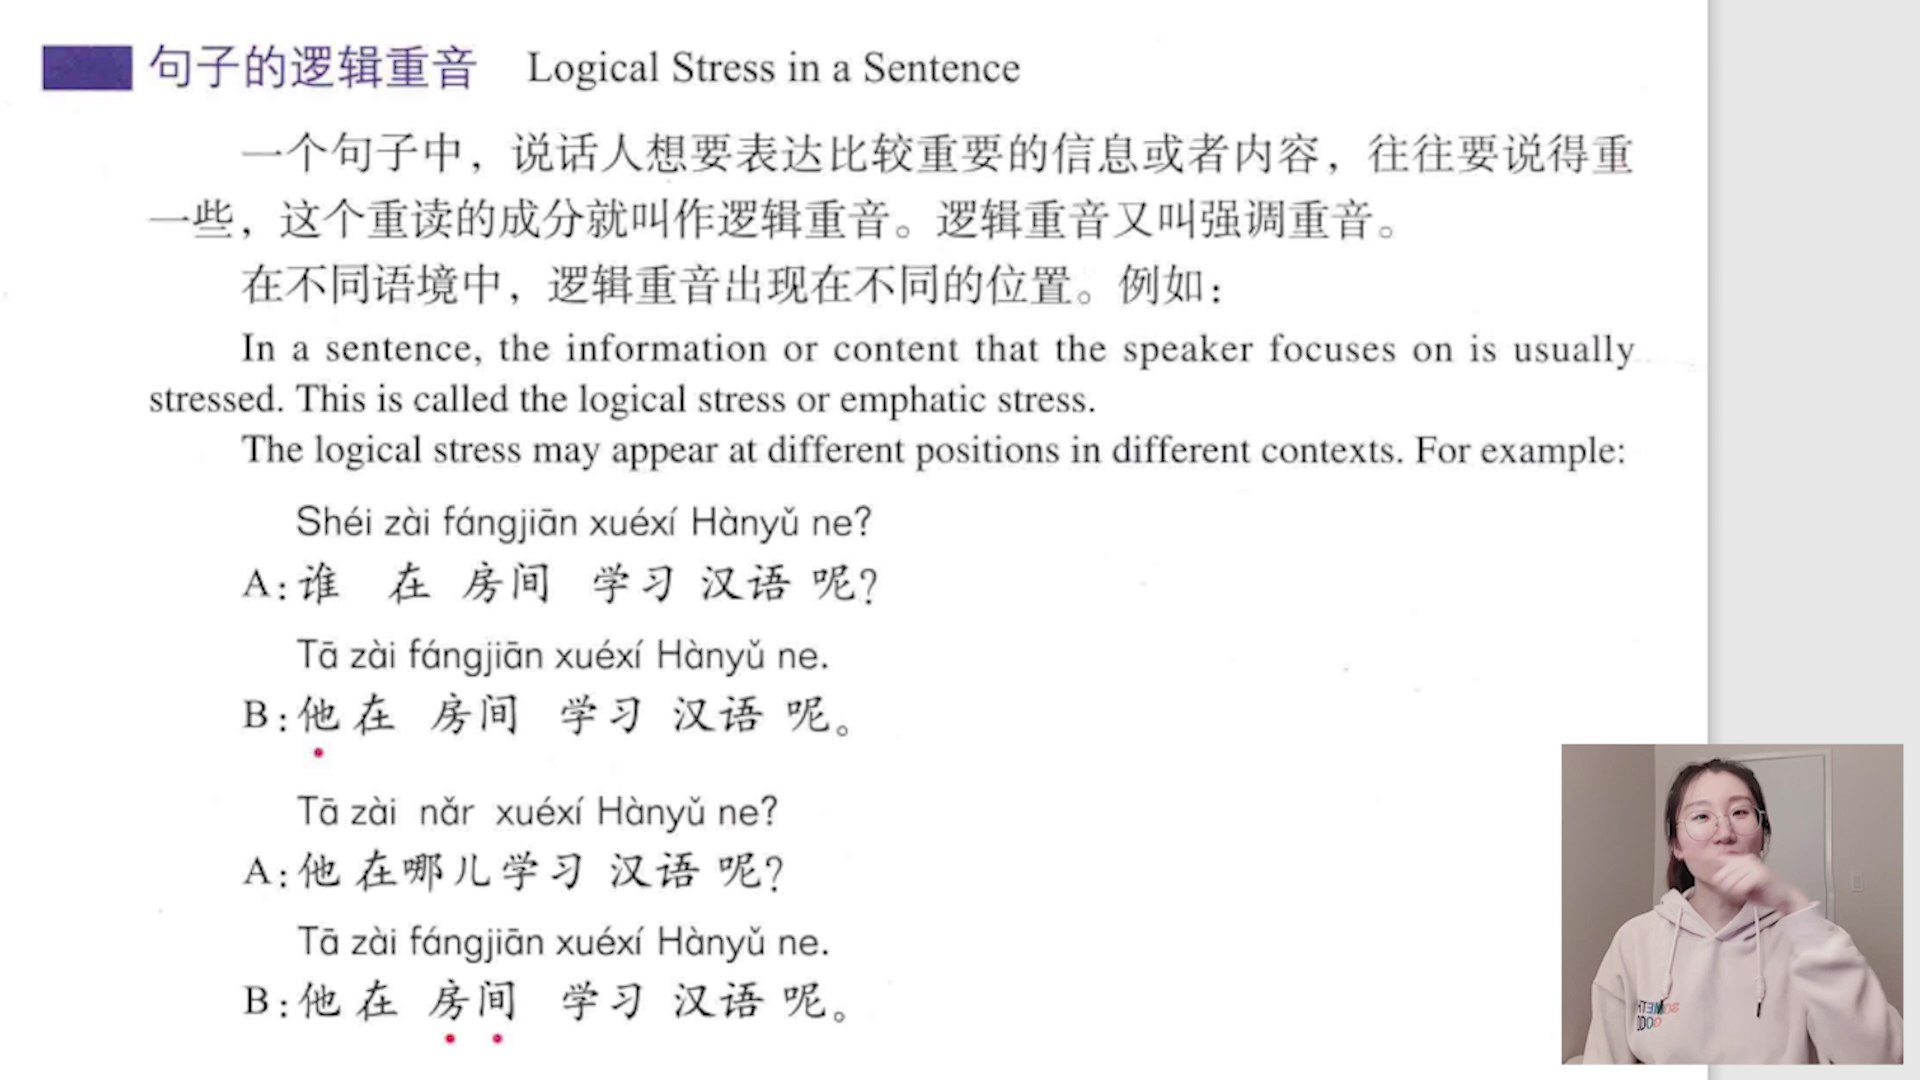 句子的逻辑重音 Logical Stress in a Sentence
一个句子中，说话人想要表达比较重要的信息或者内容，往往要说得重
一些，这个重读的成分就叫作逻辑重音。逻辑重音又叫强调重音。
在不同语境中，逻辑重音出现在不同的位置。例如：
In a sentence, the information or content that the speaker focuses on is usually
stressed. This is called the logical stress or emphatic stress.
The logical stress may appear at different positions in different contexts. For example:
Shéi zài fángjiān xuéxí Hànyǔ ne?
A：谁 在 房间 学习 汉语 呢？
Tā zài fángjiān xuéxí Hànyǔ ne.
B：他 在 房间 学习 汉语 呢。
Tā zài nǎr xuéxí Hànyǔ ne?
A：他 在哪儿学习 汉语 呢？
Tā zài fángjiān xuéxí Hànyǔ ne.
B：他 在 房间 学习 汉语 呢。